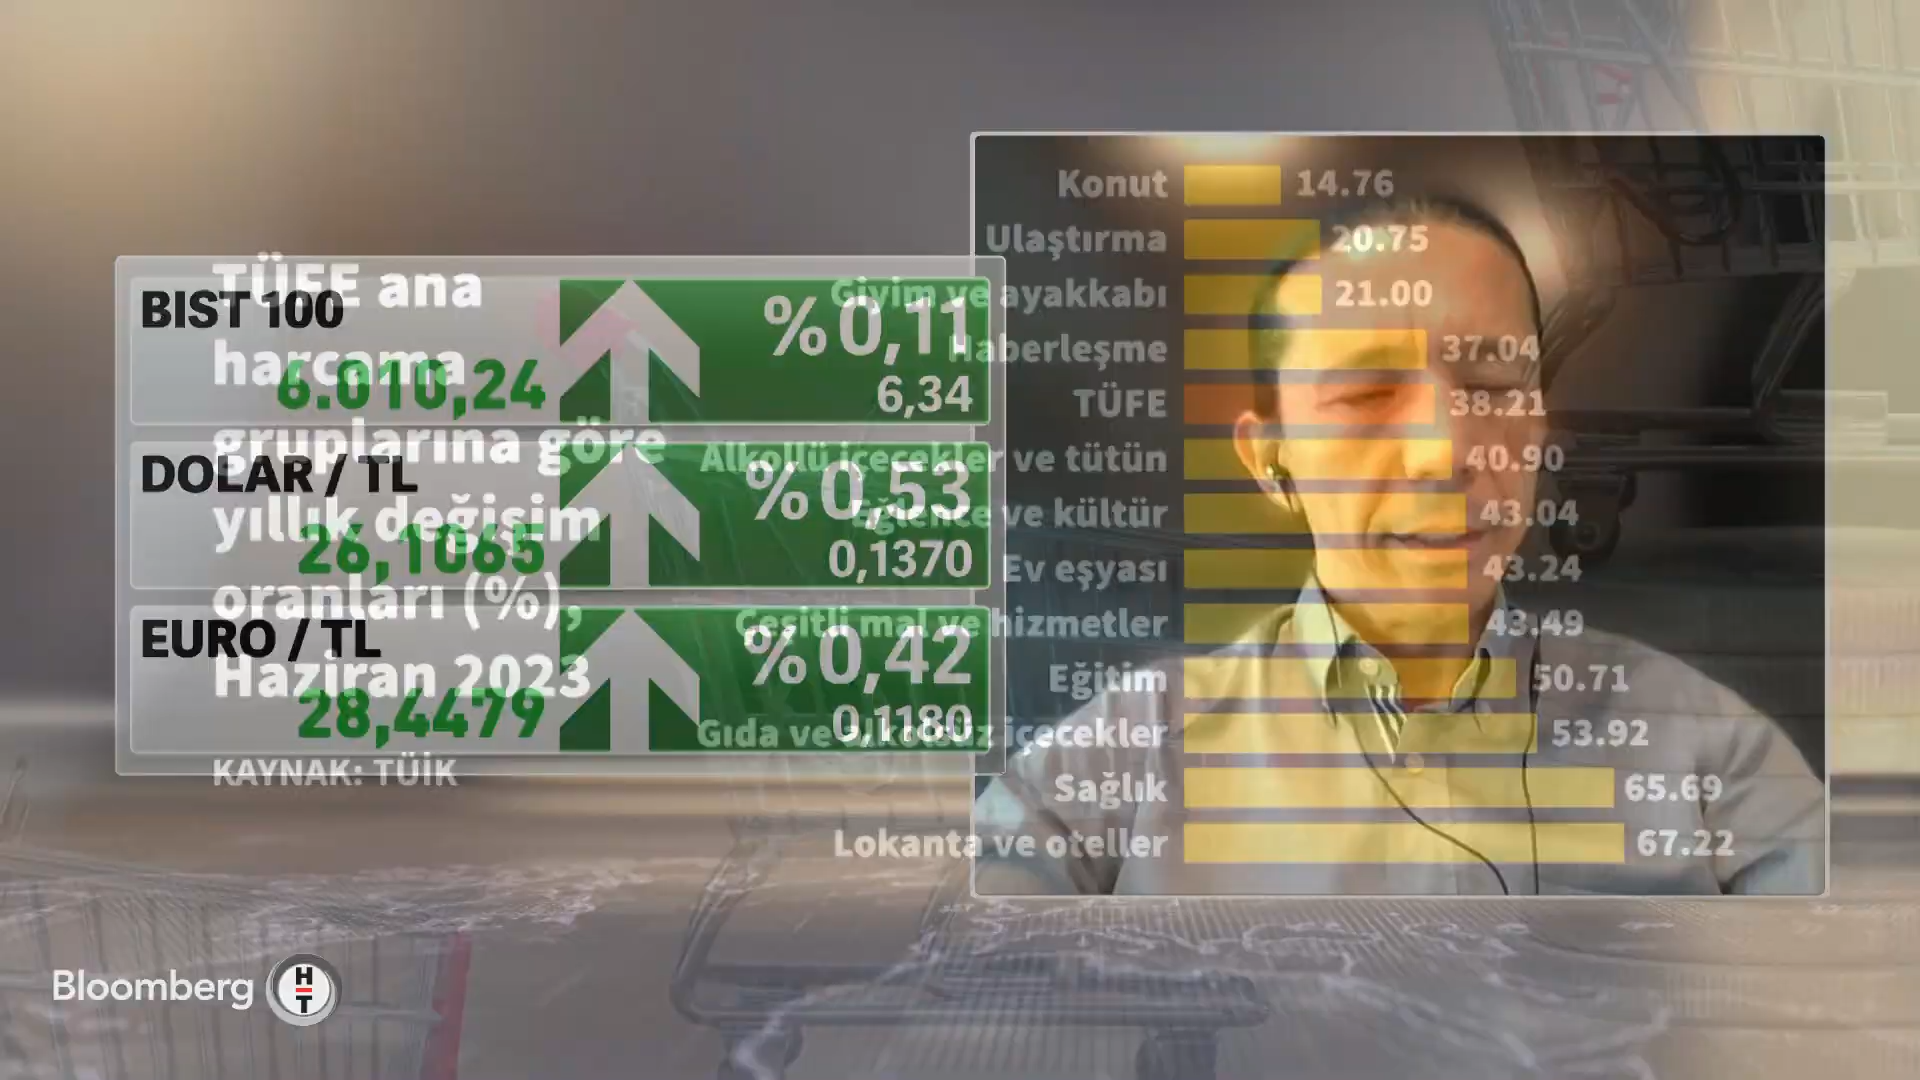 TÜFE ana
harcama
gruplarına göre
yıllık değişim
oranları (%),
Haziran 2023
KAYNAK: TÜİK
BIST 100
6.010,24
%0,11
6,34
DOLAR / TL
26,1065
%0,53
0,1370
EURO / TL
28,4479
%0,42
0,1180
Konut 14.76
Ulaştırma 20.75
Giyim ve ayakkabı 21.00
Haberleşme 37.04
TÜFE 38.21
Alkollü içecekler ve tütün 40.90
Eğlence ve kültür 43.04
Ev eşyası 43.24
Çeşitli mal ve hizmetler 43.49
Eğitim 50.71
Gıda ve alkolsüz içecekler 53.92
Sağlık 65.69
Lokanta ve oteller 67.22
Bloomberg HT